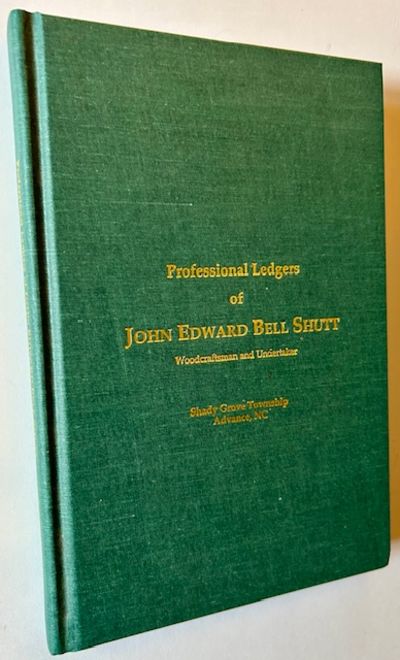 Professional Ledgers
of
JOHN EDWARD BELL SHUTT
Woodcraftsman and Undertaker
Shady Grove Township
Advance, NC